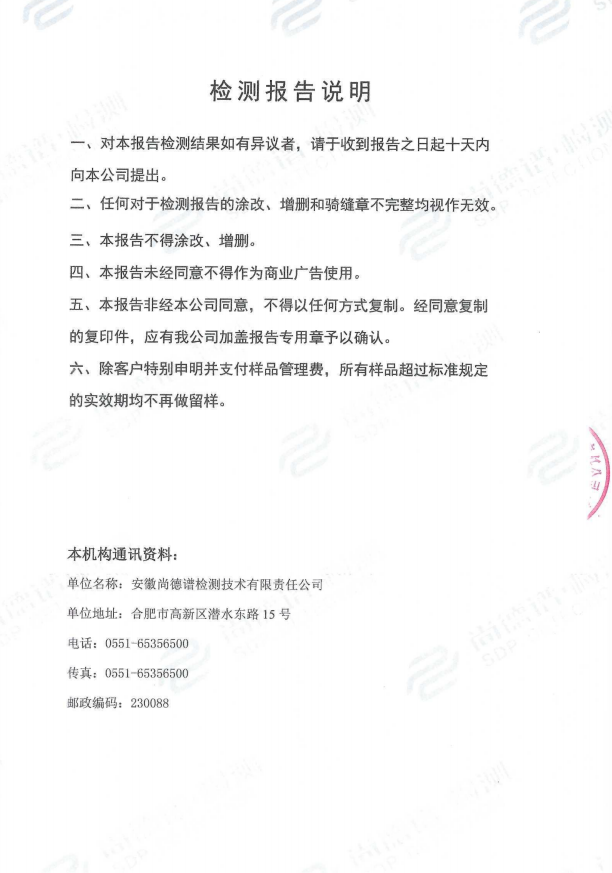 检测报告说明
一、对本报告检测结果如有异议者，请于收到报告之日起十天内
向本公司提出。
二、任何对于检测报告的涂改、增删和骑缝章不完整均视作无效。
三、本报告不得涂改、增删。
四、本报告未经同意不得作为商业广告使用。
五、本报告非经本公司同意，不得以任何方式复制。经同意复制
的复印件，应有我公司加盖报告专用章予以确认。
六、除客户特别申明并支付样品管理费，所有样品超过标准规定
的实效期均不再做留样。
本机构通讯资料：
单位名称：安徽尚德谱检测技术有限责任公司
单位地址：合肥市高新区潜水东路 15 号
电话：0551-65356500
传真：0551-65356500
邮政编码：230088